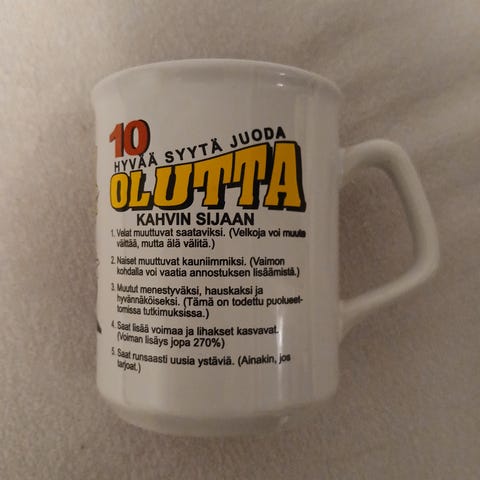 10
HYVÄÄ SYYTÄ JUODA
OLUTTA
KAHVIN SIJAAN
1. Velat muuttuvat saataviksi. (Velkoja voi muute
väittää, mutta älä välitä.)
2. Naiset muuttuvat kauniimmiksi. (Vaimon
kohdalla voi vaatia annostuksen lisäämistä.)
3. Muutut menestyväksi, hauskaksi ja
hyvännäköiseksi. (Tämä on todettu puolueet-
tomissa tutkimuksissa.)
4. Saat lisää voimaa ja lihakset kasvavat.
(Voiman lisäys jopa 270%)
5. Saat runsaasti uusia ystäviä. (Ainakin, jos
tarjoat.)